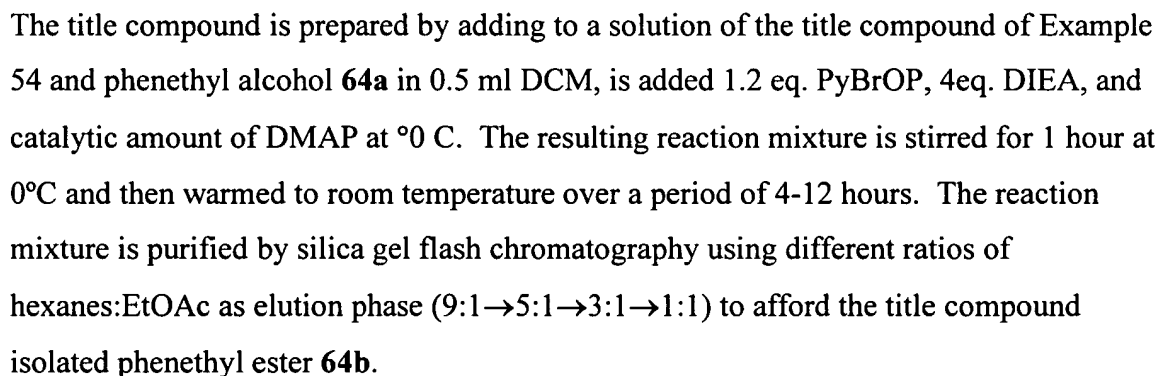 The title compound is prepared by adding to a solution of the title compound of Example
54 and phenethyl alcohol 64a in 0.5 ml DCM, is added 1.2 eq. PyBrOP, 4eq. DIEA, and
catalytic amount of DMAP at °0 C.  The resulting reaction mixture is stirred for 1 hour at
0°C and then warmed to room temperature over a period of 4-12 hours.  The reaction
mixture is purified by silica gel flash chromatography using different ratios of
hexanes:EtOAc as elution phase (9:1→5:1→3:1→1:1) to afford the title compound
isolated phenethyl ester 64b.